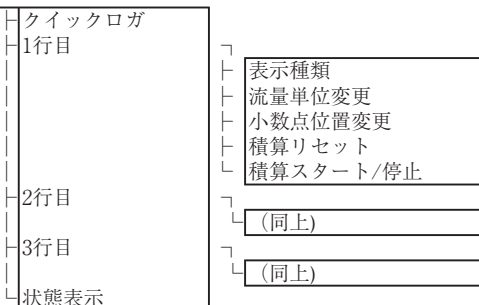 クイックロガ
1行目
表示種類
流量単位変更
小数点位置変更
積算リセット
積算スタート/停止
2行目
（同上)
3行目
（同上)
状態表示